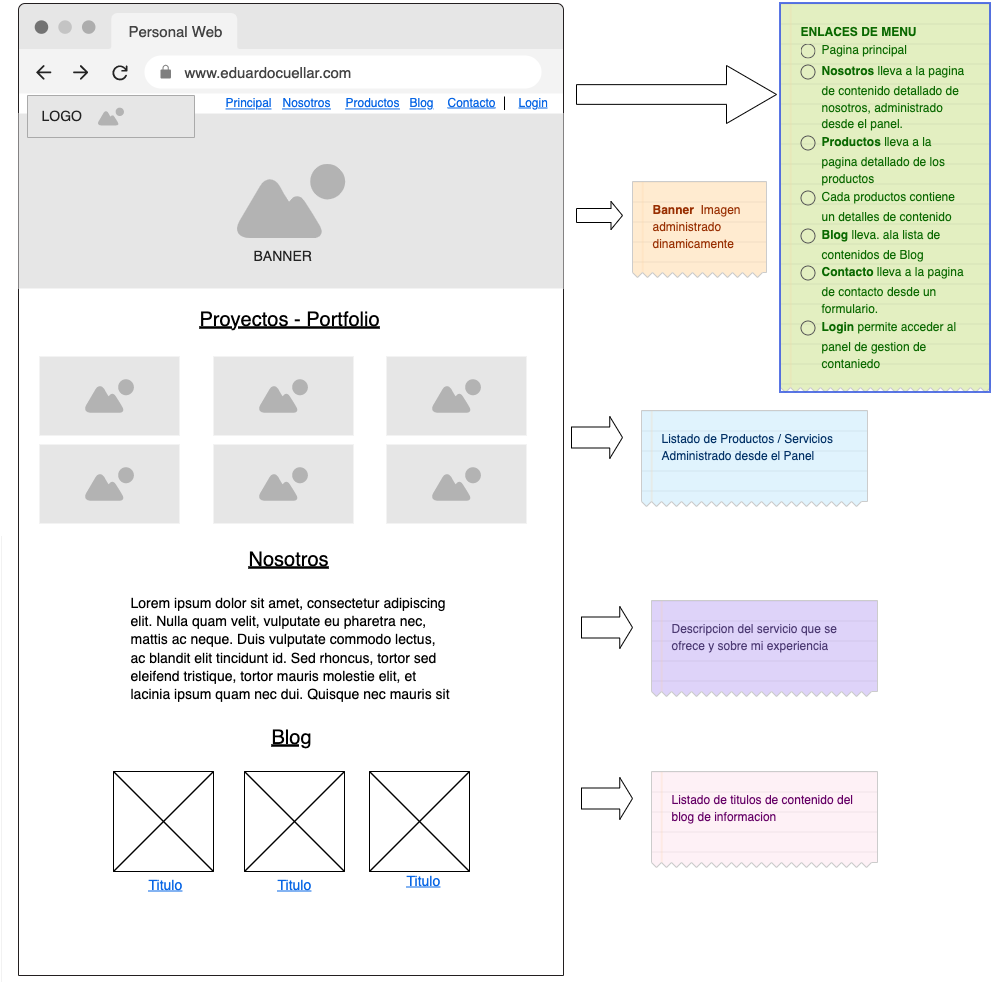 Personal Web
www.eduardocuellar.com
LOGO
Principal Nosotros Productos Blog Contacto | Login
BANNER
Proyectos - Portfolio
Nosotros
Lorem ipsum dolor sit amet, consectetur adipiscing
elit. Nulla quam velit, vulputate eu pharetra nec,
mattis ac neque. Duis vulputate commodo lectus,
ac blandit elit tincidunt id. Sed rhoncus, tortor sed
eleifend tristique, tortor mauris molestie elit, et
lacinia ipsum quam nec dui. Quisque nec mauris sit
Blog
Titulo
Titulo
Titulo
ENLACES DE MENU
Pagina principal
Nosotros lleva a la pagina
de contenido detallado de
nosotros, administrado
desde el panel.
Productos lleva a la
pagina detallado de los
productos
Cada productos contiene
un detalles de contenido
Blog lleva. ala lista de
contenidos de Blog
Contacto lleva a la pagina
de contacto desde un
formulario.
Login permite acceder al
panel de gestion de
contaniedo
Banner Imagen
administrado
dinamicamente
Listado de Productos / Servicios
Administrado desde el Panel
Descripcion del servicio que se
ofrece y sobre mi experiencia
Listado de titulos de contenido del
blog de informacion